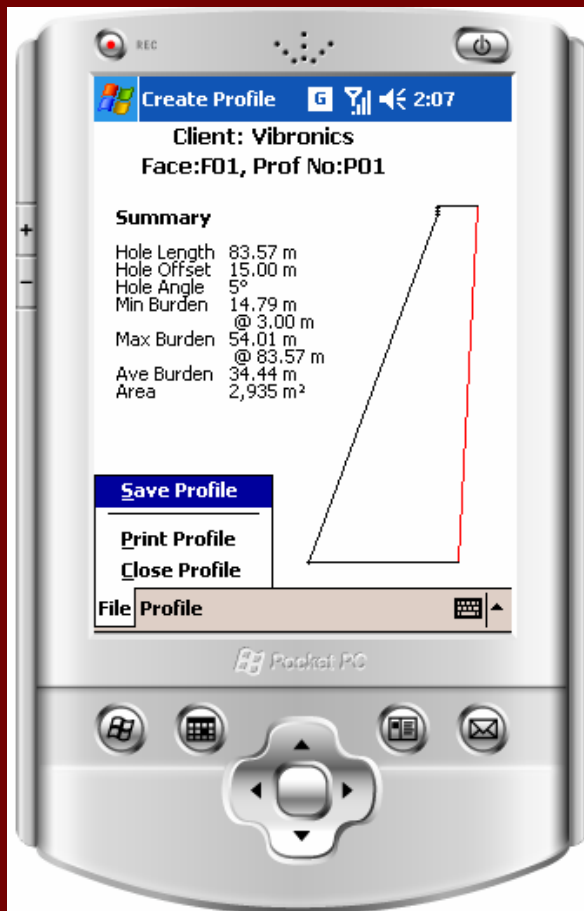 REC
Create Profile G 2:07
Client: Vibronics
Face:F01, Prof No:P01
Summary
Hole Length 83.57 m
Hole Offset 15.00 m
Hole Angle 5°
Min Burden 14.79 m
@ 3.00 m
Max Burden 54.01 m
@ 83.57 m
Ave Burden 34.44 m
Area 2,935 m²
Save Profile
Print Profile
Close Profile
File Profile
Pocket PC
+
−